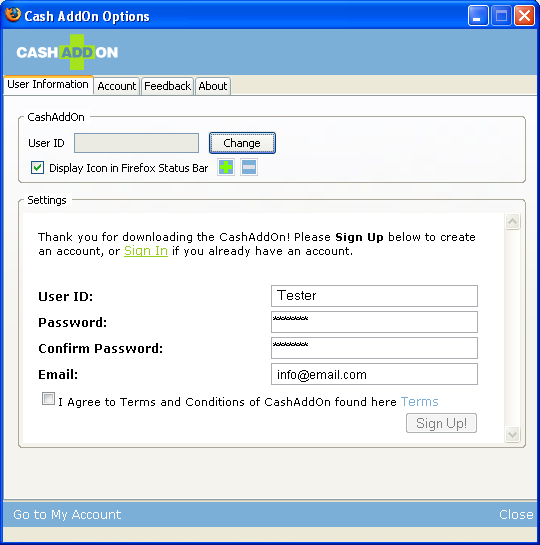 Cash AddOn Options
CASH ADD ON
User Information Account Feedback About
CashAddOn
User ID Change
Display Icon in Firefox Status Bar
Settings
Thank you for downloading the CashAddOn! Please Sign Up below to create
an account, or Sign In if you already have an account.
User ID: Tester
Password: ********
Confirm Password: ********
Email: info@email.com
I Agree to Terms and Conditions of CashAddOn found here Terms
Sign Up!
Go to My Account Close